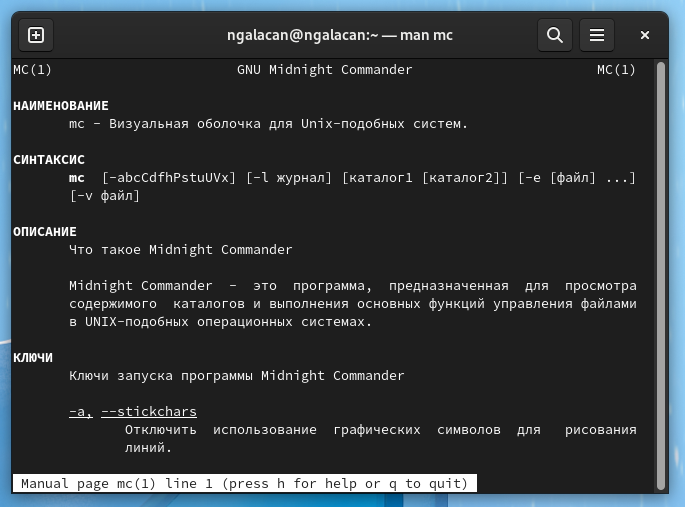 ngalacan@ngalacan:~ — man mc
MC(1) GNU Midnight Commander MC(1)
НАИМЕНОВАНИЕ
mc - Визуальная оболочка для Unix-подобных систем.
СИНТАКСИС
mc [-abcCdfhPstuUVx] [-l журнал] [каталог1 [каталог2]] [-e [файл] ...]
[-v файл]
ОПИСАНИЕ
Что такое Midnight Commander
Midnight Commander - это программа, предназначенная для просмотра
содержимого каталогов и выполнения основных функций управления файлами
в UNIX-подобных операционных системах.
КЛЮЧИ
Ключи запуска программы Midnight Commander
-a, --stickchars
Отключить использование графических символов для рисования
линий.
Manual page mc(1) line 1 (press h for help or q to quit)